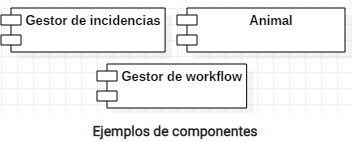 Gestor de incidencias
Animal
Gestor de workflow
Ejemplos de componentes